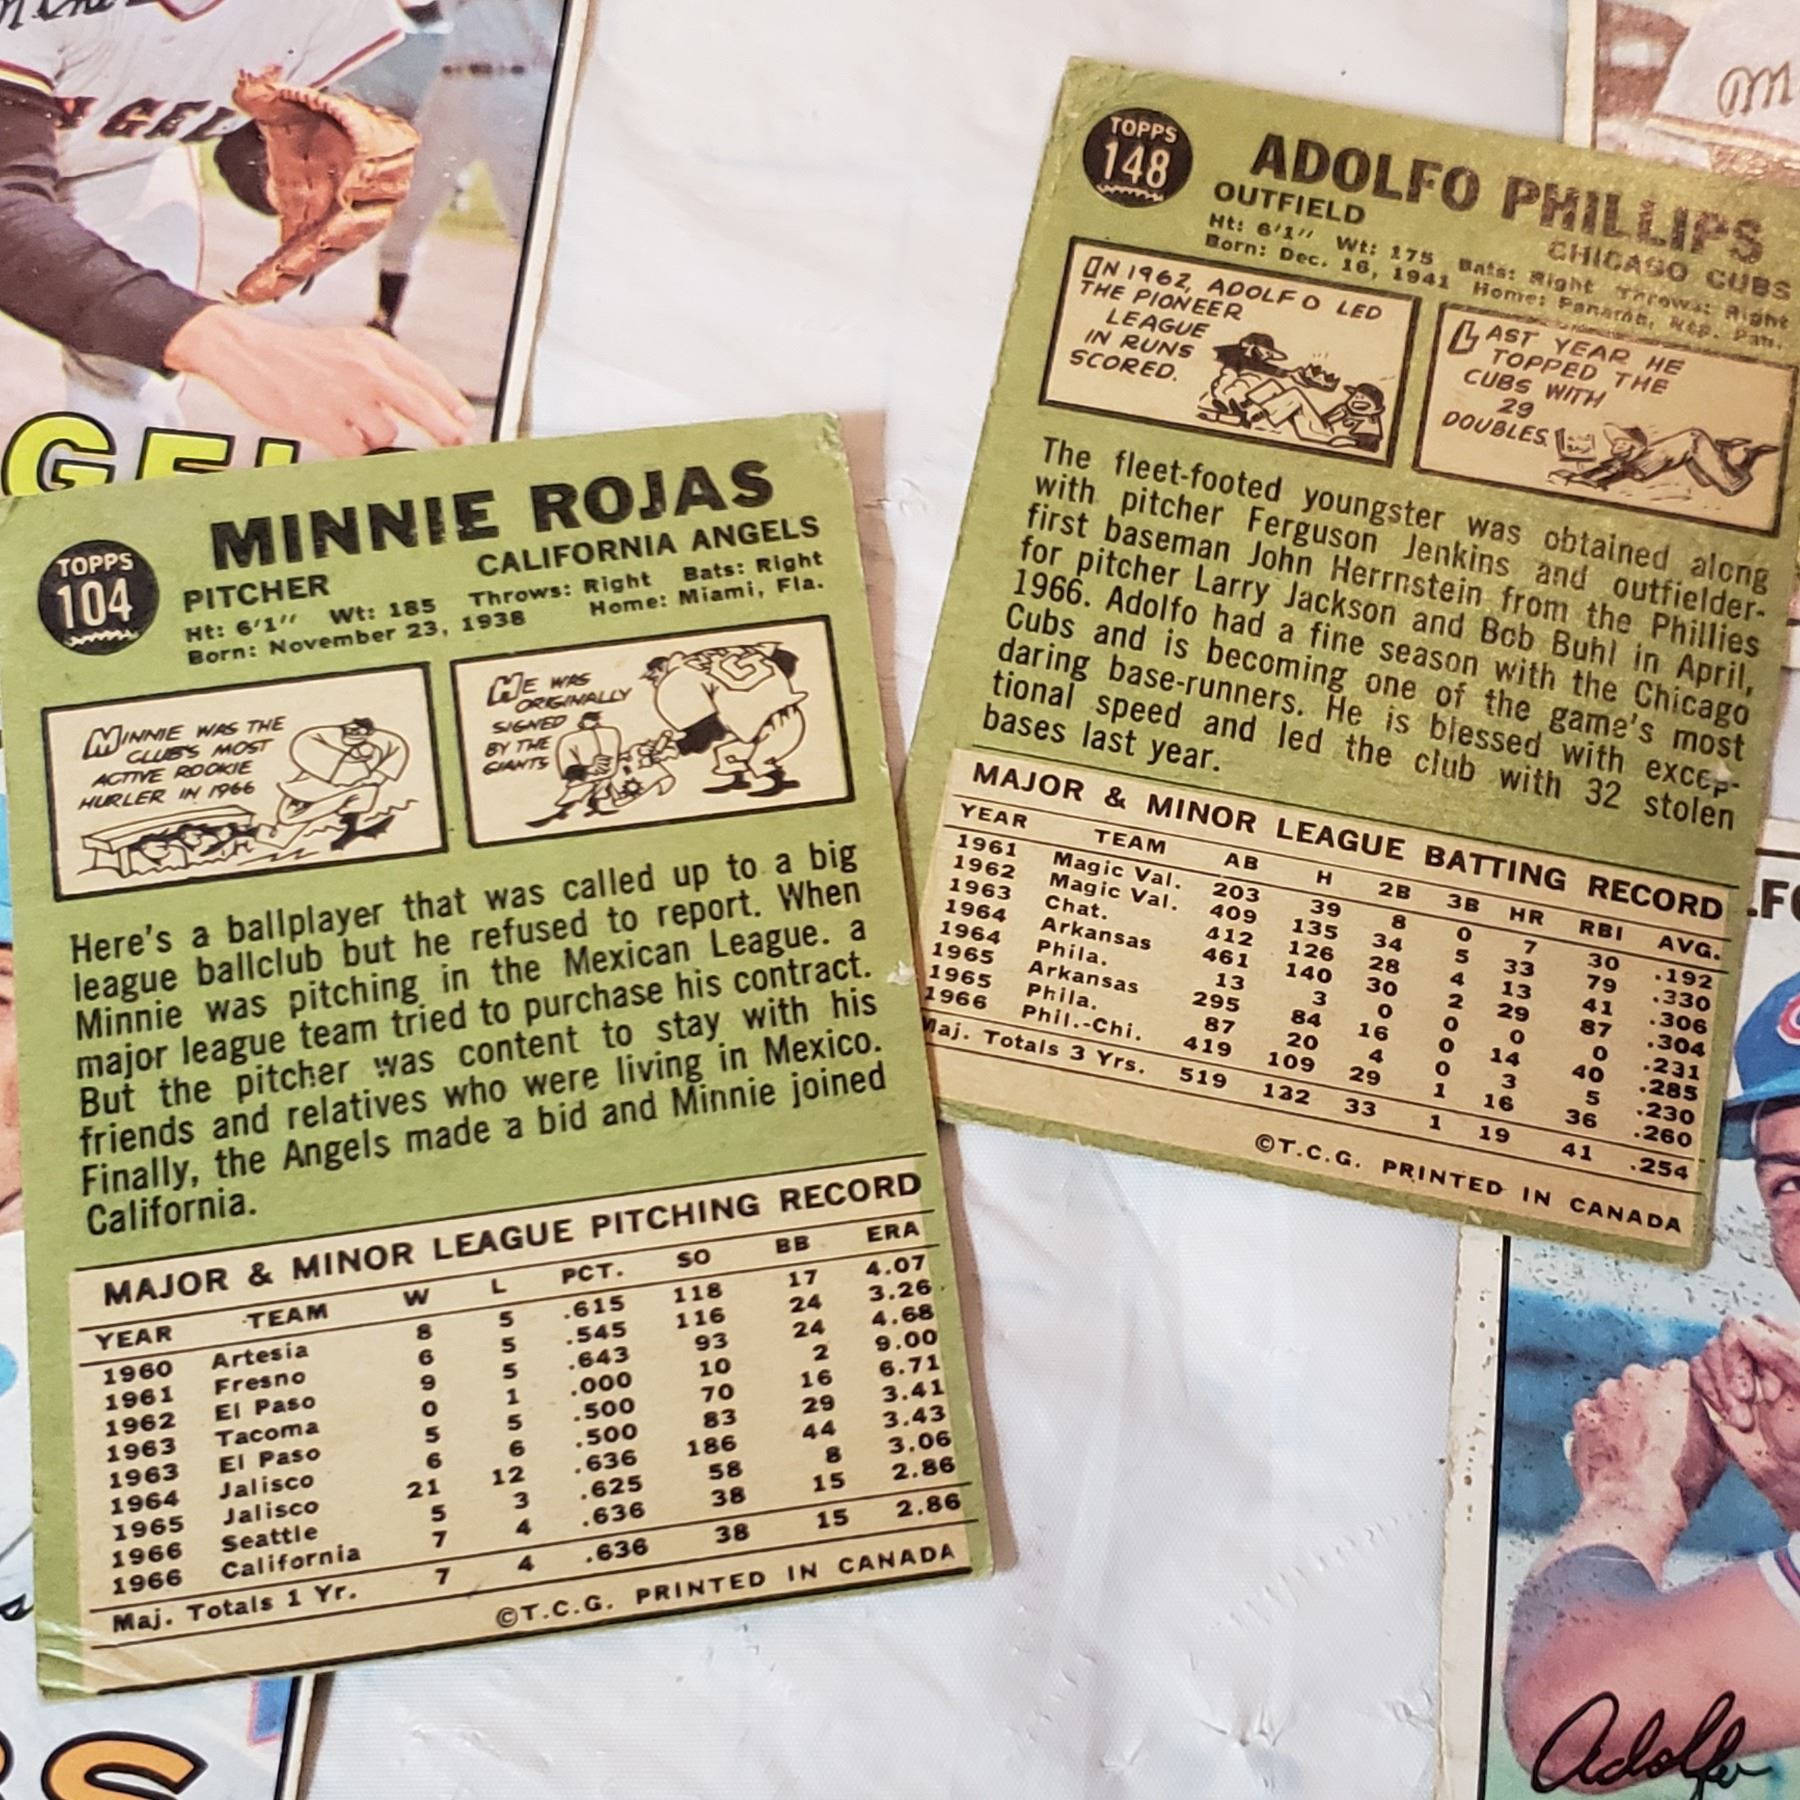 ANGEL
MINNIE ROJAS
TOPPS
104
PITCHER CALIFORNIA ANGELS
Ht: 6'1" Wt: 185 Throws: Right Bats: Right
Born: November 23, 1938 Home: Miami, Fla.
MINNIE WAS THE
CLUB'S MOST
ACTIVE ROOKIE
HURLER IN 1966
HE WAS
ORIGINALLY
SIGNED
BY THE
GIANTS
G
Here's a ballplayer that was called up to a big
league ballclub but he refused to report. When
Minnie was pitching in the Mexican League. a
major league team tried to purchase his contract.
But the pitcher was content to stay with his
friends and relatives who were living in Mexico.
Finally, the Angels made a bid and Minnie joined
California.
MAJOR & MINOR LEAGUE PITCHING RECORD
YEAR TEAM W L PCT. SO BB ERA
1960 Artesia 8 5 .615 118 17 4.07
1961 Fresno 6 5 .545 116 24 3.26
1962 El Paso 9 5 .643 93 24 4.68
1963 Tacoma 0 1 .000 10 2 9.00
1963 El Paso 5 5 .500 70 16 6.71
1964 Jalisco 6 6 .500 83 29 3.41
1965 Jalisco 21 12 .636 186 44 3.43
1966 Seattle 5 3 .625 58 8 3.06
1966 California 7 4 .636 38 15 2.86
Maj. Totals 1 Yr. 7 4 .636 38 15 2.86
©T.C.G. PRINTED IN CANADA
TOPPS
148
ADOLFO PHILLIPS
OUTFIELD CHICAGO CUBS
Ht: 6'1" Wt: 175 Bats: Right Throws: Right
Born: Dec. 16, 1941 Home: Panama, Rep. Pan.
IN 1962, ADOLFO LED
THE PIONEER
LEAGUE
IN RUNS
SCORED.
LAST YEAR HE
TOPPED THE
CUBS WITH
29
DOUBLES.
The fleet-footed youngster was obtained along
with pitcher Ferguson Jenkins and outfielder-
first baseman John Herrnstein from the Phillies
for pitcher Larry Jackson and Bob Buhl in April,
1966. Adolfo had a fine season with the Chicago
Cubs and is becoming one of the game's most
daring base-runners. He is blessed with excep-
tional speed and led the club with 32 stolen
bases last year.
MAJOR & MINOR LEAGUE BATTING RECORD
YEAR TEAM AB H 2B 3B HR RBI AVG.
1961 Magic Val. 203 39 8 0 7 30 .192
1962 Magic Val. 409 135 34 5 33 79 .330
1963 Chat. 412 126 28 4 13 41 .306
1964 Arkansas 461 140 30 2 29 87 .304
1964 Phila. 13 3 0 0 0 0 .231
1965 Arkansas 295 84 16 0 14 40 .285
1965 Phila. 87 20 4 0 3 5 .230
1966 Phil.-Chi. 419 109 29 1 16 36 .260
Maj. Totals 3 Yrs. 519 132 33 1 19 41 .254
©T.C.G. PRINTED IN CANADA
Adolfo